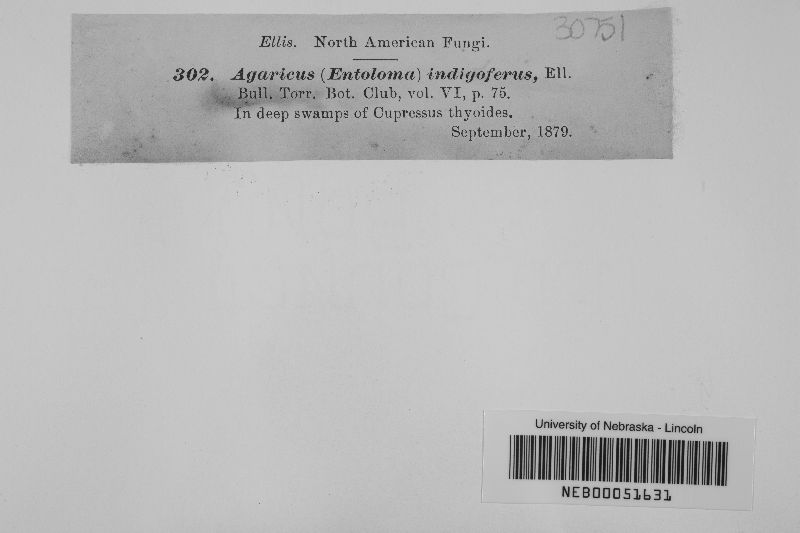 30751
Ellis. North American Fungi.
302. Agaricus (Entoloma) indigoferus, Ell.
Bull. Torr. Bot. Club, vol. VI, p. 75.
In deep swamps of Cupressus thyoides.
September, 1879.
University of Nebraska - Lincoln
NEB00051631